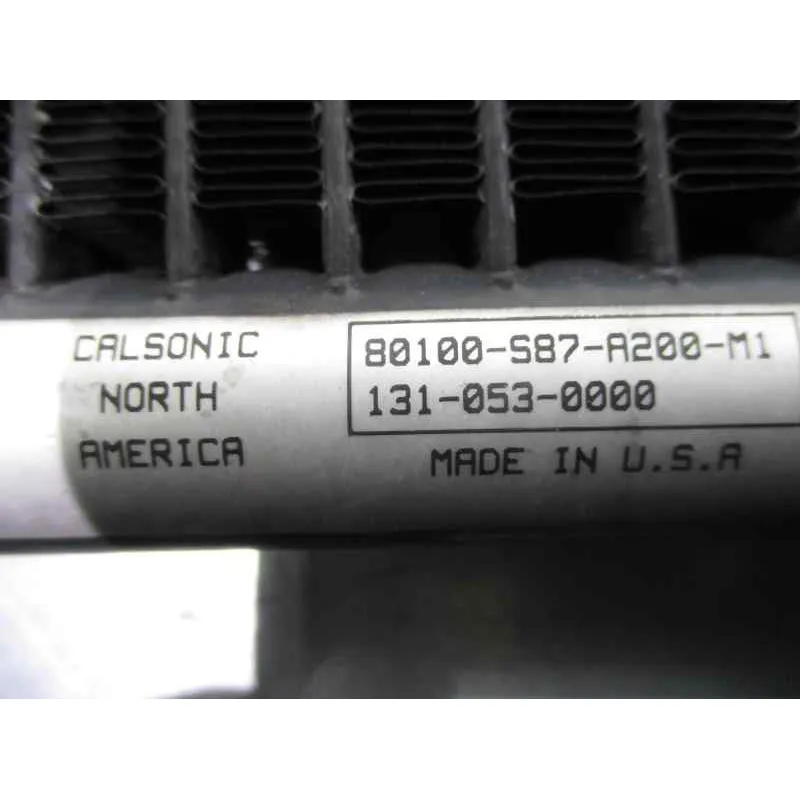 CALSONIC
NORTH
AMERICA
80100-S87-A200-M1
131-053-0000
MADE IN U.S.A